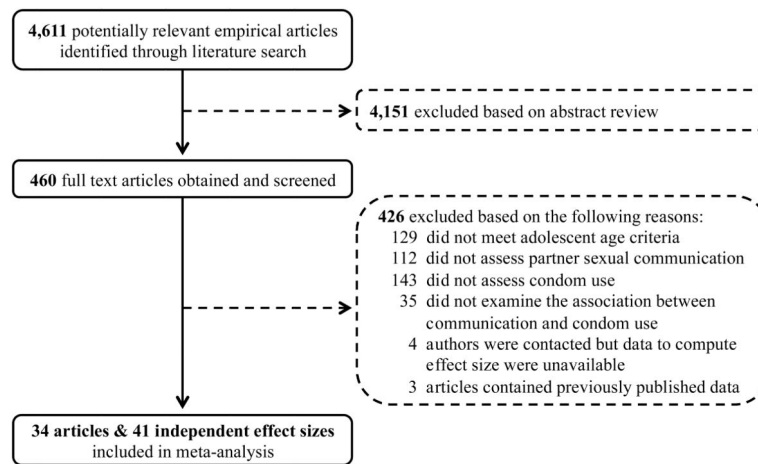 4,611 potentially relevant empirical articles
identified through literature search
4,151 excluded based on abstract review
460 full text articles obtained and screened
426 excluded based on the following reasons:
129 did not meet adolescent age criteria
112 did not assess partner sexual communication
143 did not assess condom use
35 did not examine the association between
communication and condom use
4 authors were contacted but data to compute
effect size were unavailable
3 articles contained previously published data
34 articles & 41 independent effect sizes
included in meta-analysis